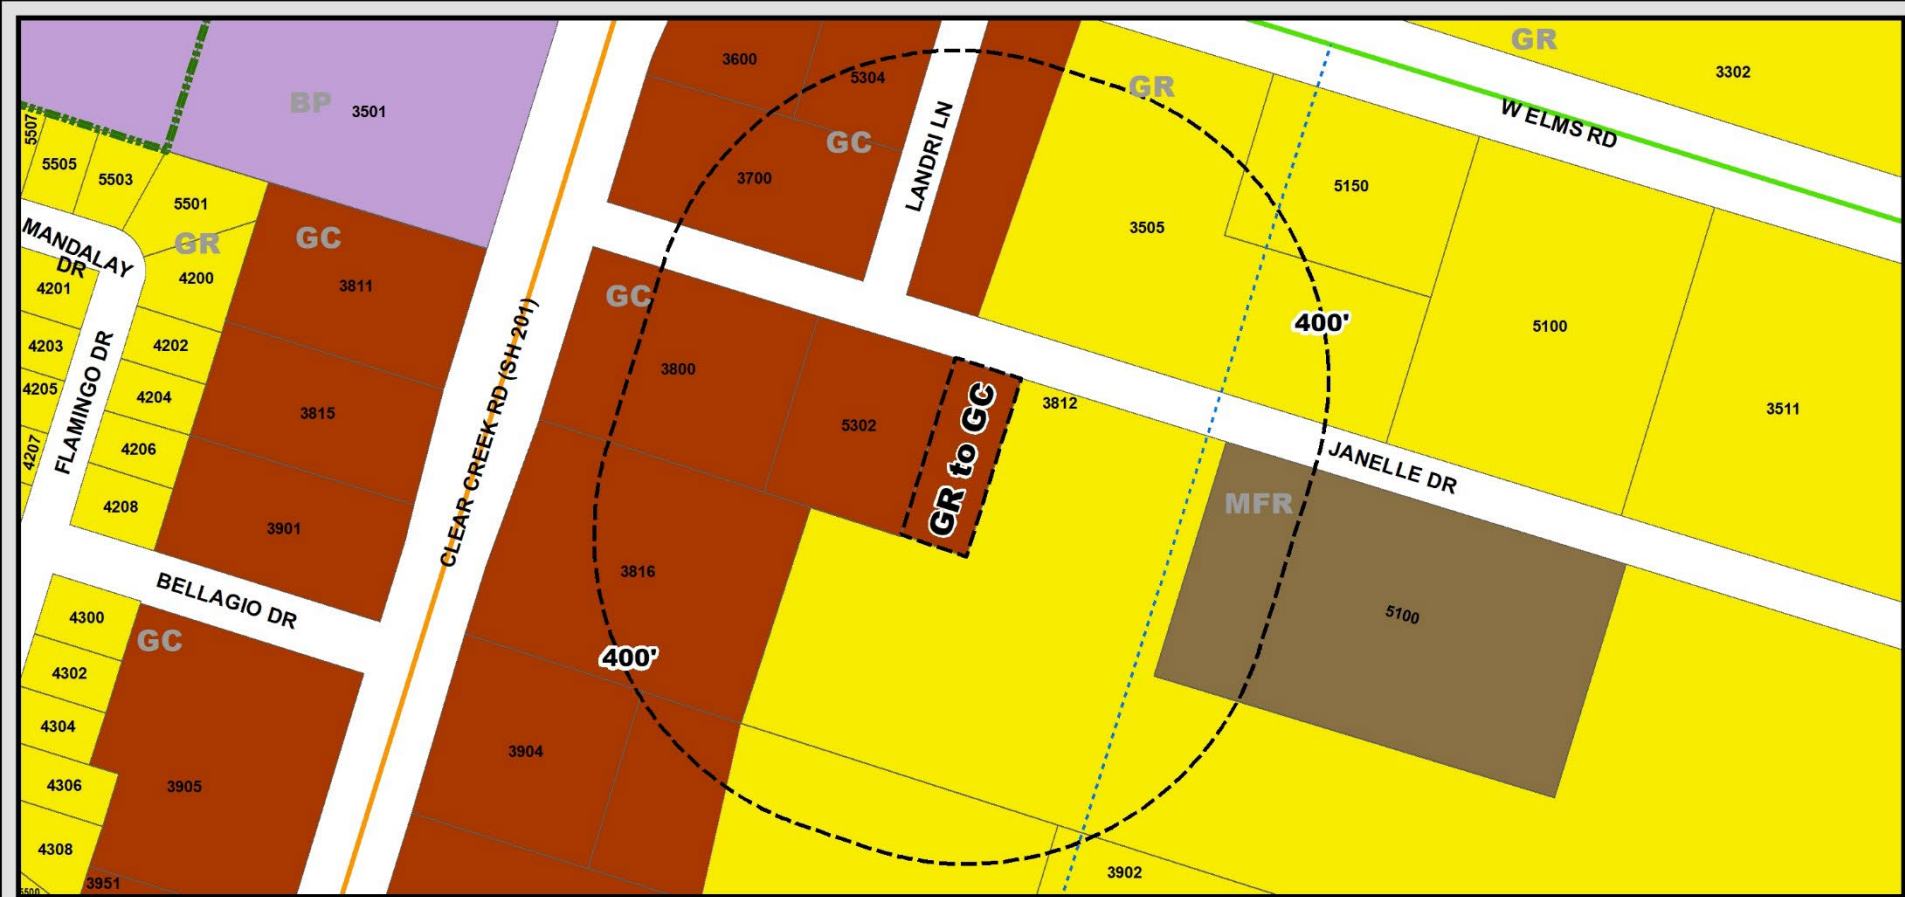 GR
3302
3600
5304
GR
W ELMS RD
BP
3501
5507
GC
LANDRI LN
5505
5503
3700
5150
5501
3505
MANDALAY
DR
GR
GC
4200
3811
4201
GC
400'
5100
4203
4202
CLEAR CREEK RD (SH 201)
3800
4205
4204
FLAMINGO DR
3815
5302
GR to GC
3812
3511
4207
4206
JANELLE DR
4208
3901
MFR
3816
BELLAGIO DR
4300
5100
GC
4302
400'
4304
3904
4306
3905
4308
3951
3902
5500